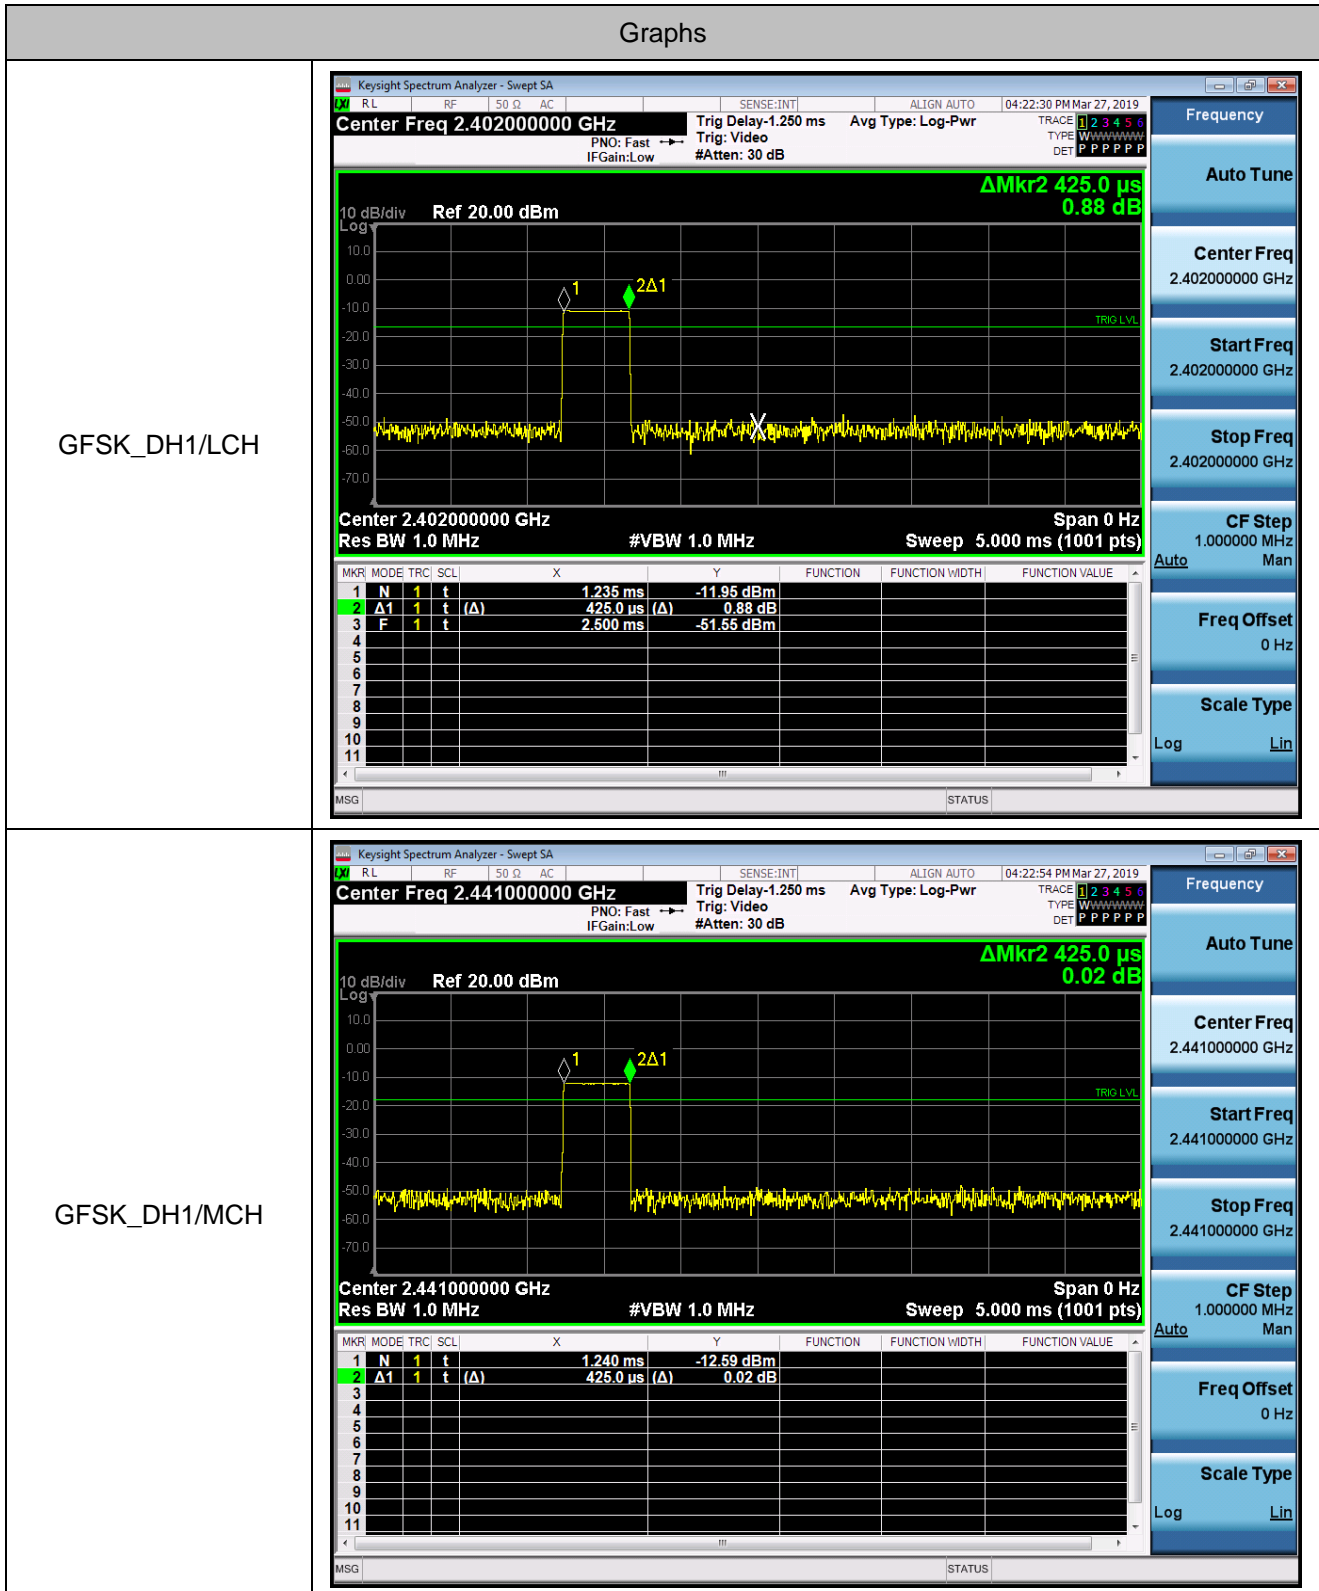 Graphs
GFSK_DH1/LCH
Keysight Spectrum Analyzer - Swept SA
LXI RL RF 50 Ω AC SENSE:INT ALIGN AUTO 04:22:30 PM Mar 27, 2019
Center Freq 2.402000000 GHz
PNO: Fast
IFGain:Low
Trig Delay-1.250 ms
Trig: Video
#Atten: 30 dB
Avg Type: Log-Pwr
TRACE 1 2 3 4 5 6
TYPE WWWWWW
DET P P P P P P
ΔMkr2 425.0 µs
0.88 dB
10 dB/div Ref 20.00 dBm
Log
10.0
0.00
-10.0
-20.0
-30.0
-40.0
-50.0
-60.0
-70.0
1
2Δ1
TRIG LVL
X
Center 2.402000000 GHz Span 0 Hz
Res BW 1.0 MHz #VBW 1.0 MHz Sweep 5.000 ms (1001 pts)
MKR MODE TRC SCL X Y FUNCTION FUNCTION WIDTH FUNCTION VALUE
1 N 1 t 1.235 ms -11.95 dBm
2 Δ1 1 t (Δ) 425.0 µs (Δ) 0.88 dB
3 F 1 t 2.500 ms -51.55 dBm
4
5
6
7
8
9
10
11
MSG STATUS
Frequency
Auto Tune
Center Freq
2.402000000 GHz
Start Freq
2.402000000 GHz
Stop Freq
2.402000000 GHz
CF Step
1.000000 MHz
Auto Man
Freq Offset
0 Hz
Scale Type
Log Lin
GFSK_DH1/MCH
Keysight Spectrum Analyzer - Swept SA
LXI RL RF 50 Ω AC SENSE:INT ALIGN AUTO 04:22:54 PM Mar 27, 2019
Center Freq 2.441000000 GHz
PNO: Fast
IFGain:Low
Trig Delay-1.250 ms
Trig: Video
#Atten: 30 dB
Avg Type: Log-Pwr
TRACE 1 2 3 4 5 6
TYPE WWWWWW
DET P P P P P P
ΔMkr2 425.0 µs
0.02 dB
10 dB/div Ref 20.00 dBm
Log
10.0
0.00
-10.0
-20.0
-30.0
-40.0
-50.0
-60.0
-70.0
1
2Δ1
TRIG LVL
Center 2.441000000 GHz Span 0 Hz
Res BW 1.0 MHz #VBW 1.0 MHz Sweep 5.000 ms (1001 pts)
MKR MODE TRC SCL X Y FUNCTION FUNCTION WIDTH FUNCTION VALUE
1 N 1 t 1.240 ms -12.59 dBm
2 Δ1 1 t (Δ) 425.0 µs (Δ) 0.02 dB
3
4
5
6
7
8
9
10
11
MSG STATUS
Frequency
Auto Tune
Center Freq
2.441000000 GHz
Start Freq
2.441000000 GHz
Stop Freq
2.441000000 GHz
CF Step
1.000000 MHz
Auto Man
Freq Offset
0 Hz
Scale Type
Log Lin